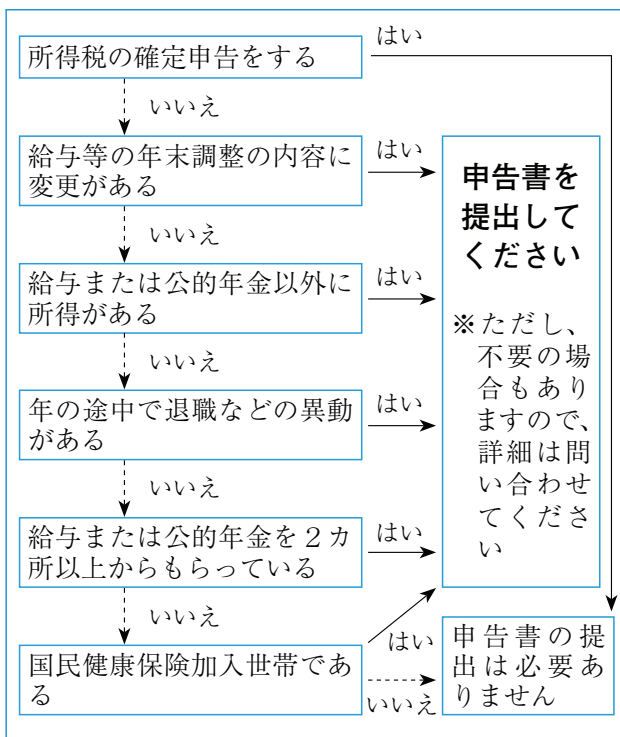 所得税の確定申告をする
はい
いいえ
給与等の年末調整の内容に
変更がある
はい
いいえ
給与または公的年金以外に
所得がある
はい
いいえ
年の途中で退職などの異動
がある
はい
いいえ
給与または公的年金を２カ
所以上からもらっている
はい
いいえ
国民健康保険加入世帯であ
る
はい
いいえ
申告書を
提出して
ください
※ただし、
不要の場
合もあり
ますので、
詳細は問
い合わせ
てくださ
い
申告書の提
出は必要あ
りません